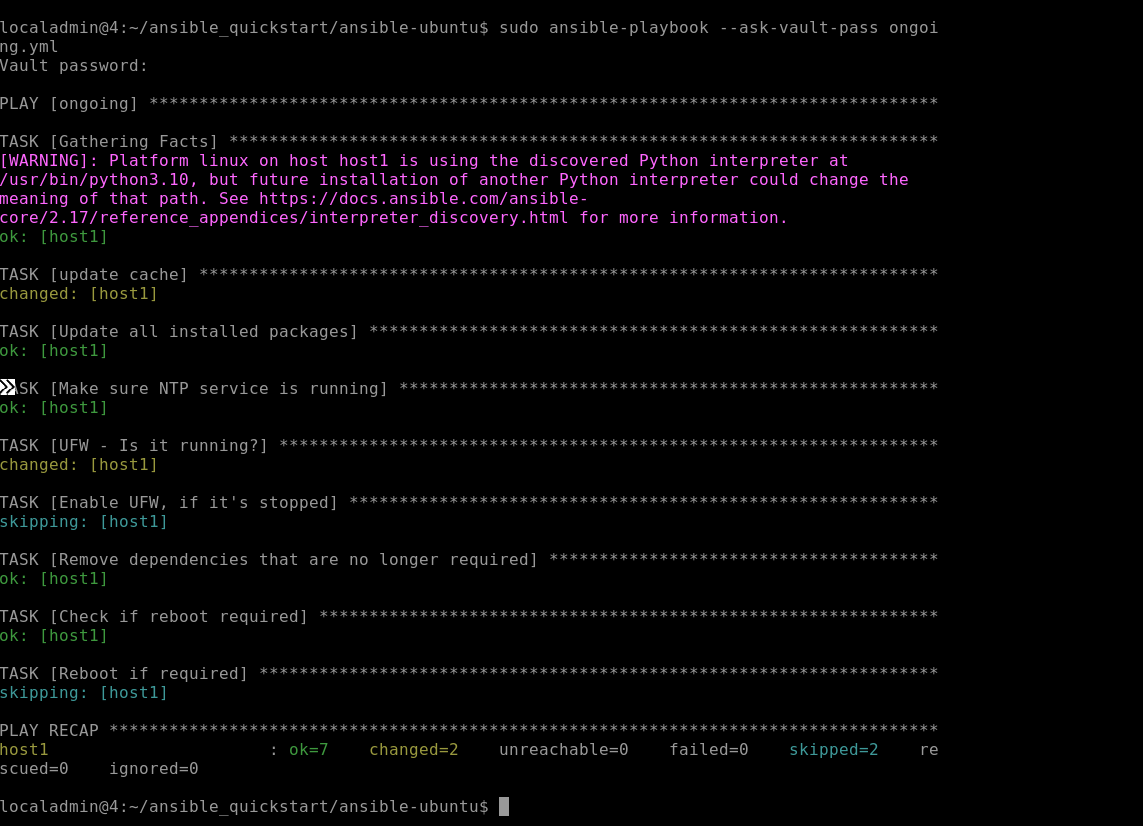 localadmin@4:~/ansible_quickstart/ansible-ubuntu$ sudo ansible-playbook --ask-vault-pass ongoi
ng.yml
Vault password:
PLAY [ongoing] *******************************************************************************
TASK [Gathering Facts] ***********************************************************************
[WARNING]: Platform linux on host host1 is using the discovered Python interpreter at
/usr/bin/python3.10, but future installation of another Python interpreter could change the
meaning of that path. See https://docs.ansible.com/ansible-
core/2.17/reference_appendices/interpreter_discovery.html for more information.
ok: [host1]
TASK [update cache] **************************************************************************
changed: [host1]
TASK [Update all installed packages] *********************************************************
ok: [host1]
ASK [Make sure NTP service is running] ******************************************************
ok: [host1]
TASK [UFW - Is it running?] ******************************************************************
changed: [host1]
TASK [Enable UFW, if it's stopped] ***********************************************************
skipping: [host1]
TASK [Remove dependencies that are no longer required] ***************************************
ok: [host1]
TASK [Check if reboot required] **************************************************************
ok: [host1]
TASK [Reboot if required] ********************************************************************
skipping: [host1]
PLAY RECAP ***********************************************************************************
host1                      : ok=7    changed=2    unreachable=0    failed=0    skipped=2    re
scued=0    ignored=0
localadmin@4:~/ansible_quickstart/ansible-ubuntu$